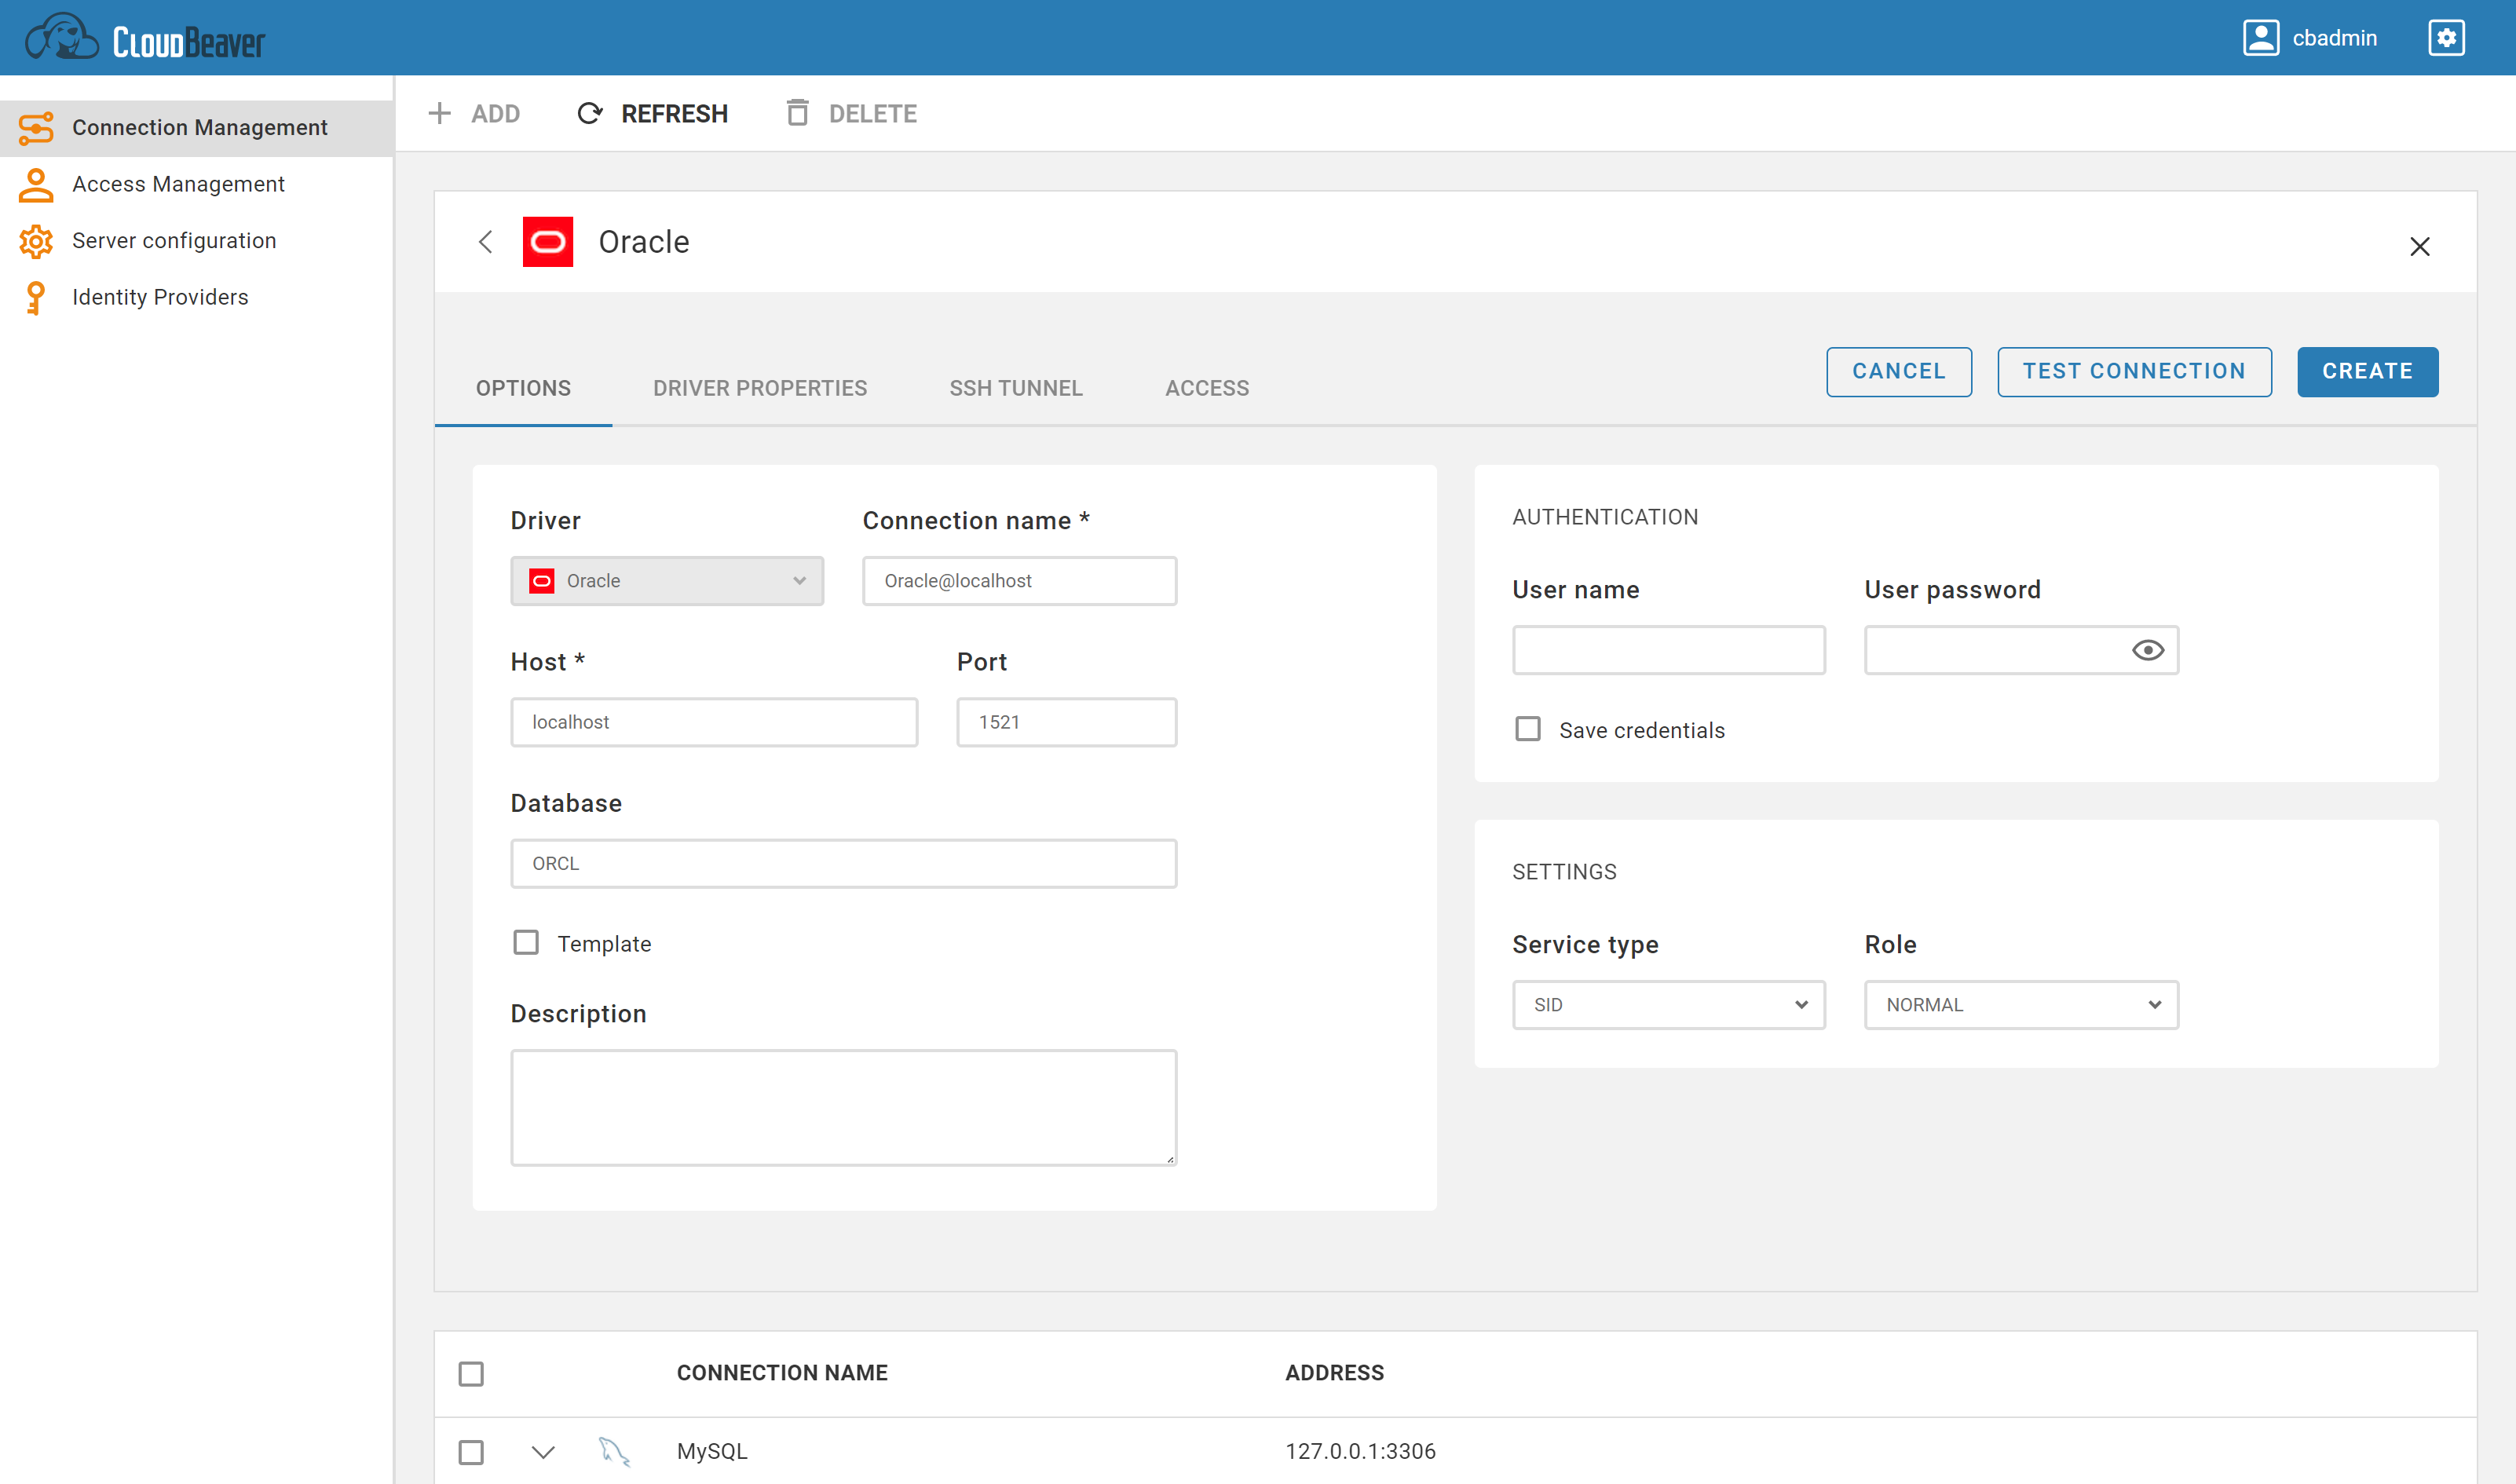 CloudBeaver
cbadmin
Connection Management
Access Management
Server configuration
Identity Providers
ADD REFRESH DELETE
Oracle
OPTIONS DRIVER PROPERTIES SSH TUNNEL ACCESS
CANCEL TEST CONNECTION CREATE
Driver Connection name *
Oracle Oracle@localhost
Host * Port
localhost 1521
Database
ORCL
Template
Description
AUTHENTICATION
User name User password
Save credentials
SETTINGS
Service type Role
SID NORMAL
CONNECTION NAME ADDRESS
MySQL 127.0.0.1:3306